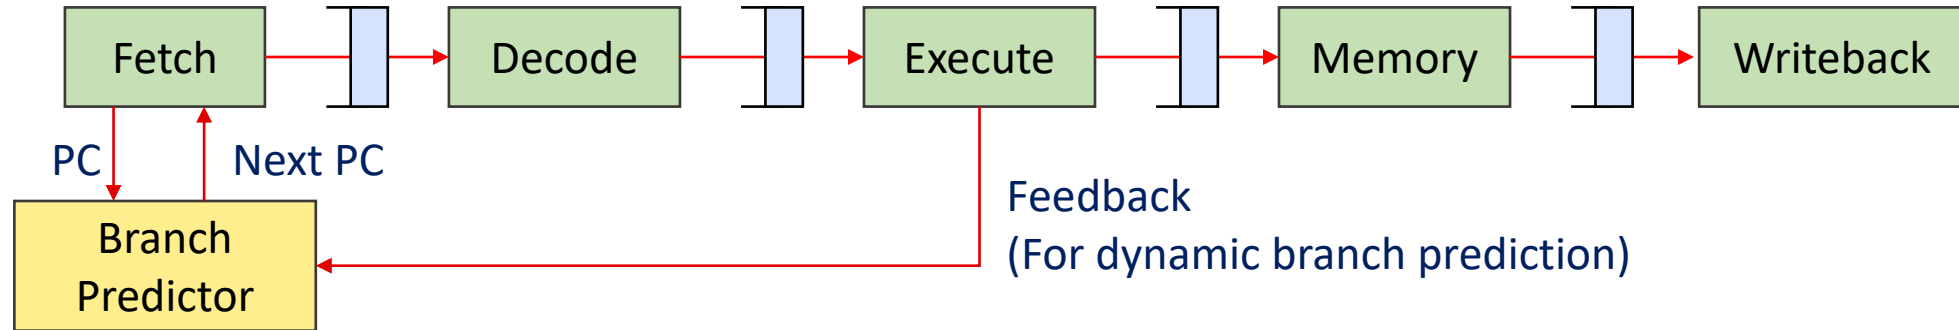 Fetch
Decode
Execute
Memory
Writeback
PC
Next PC
Branch
Predictor
Feedback
(For dynamic branch prediction)